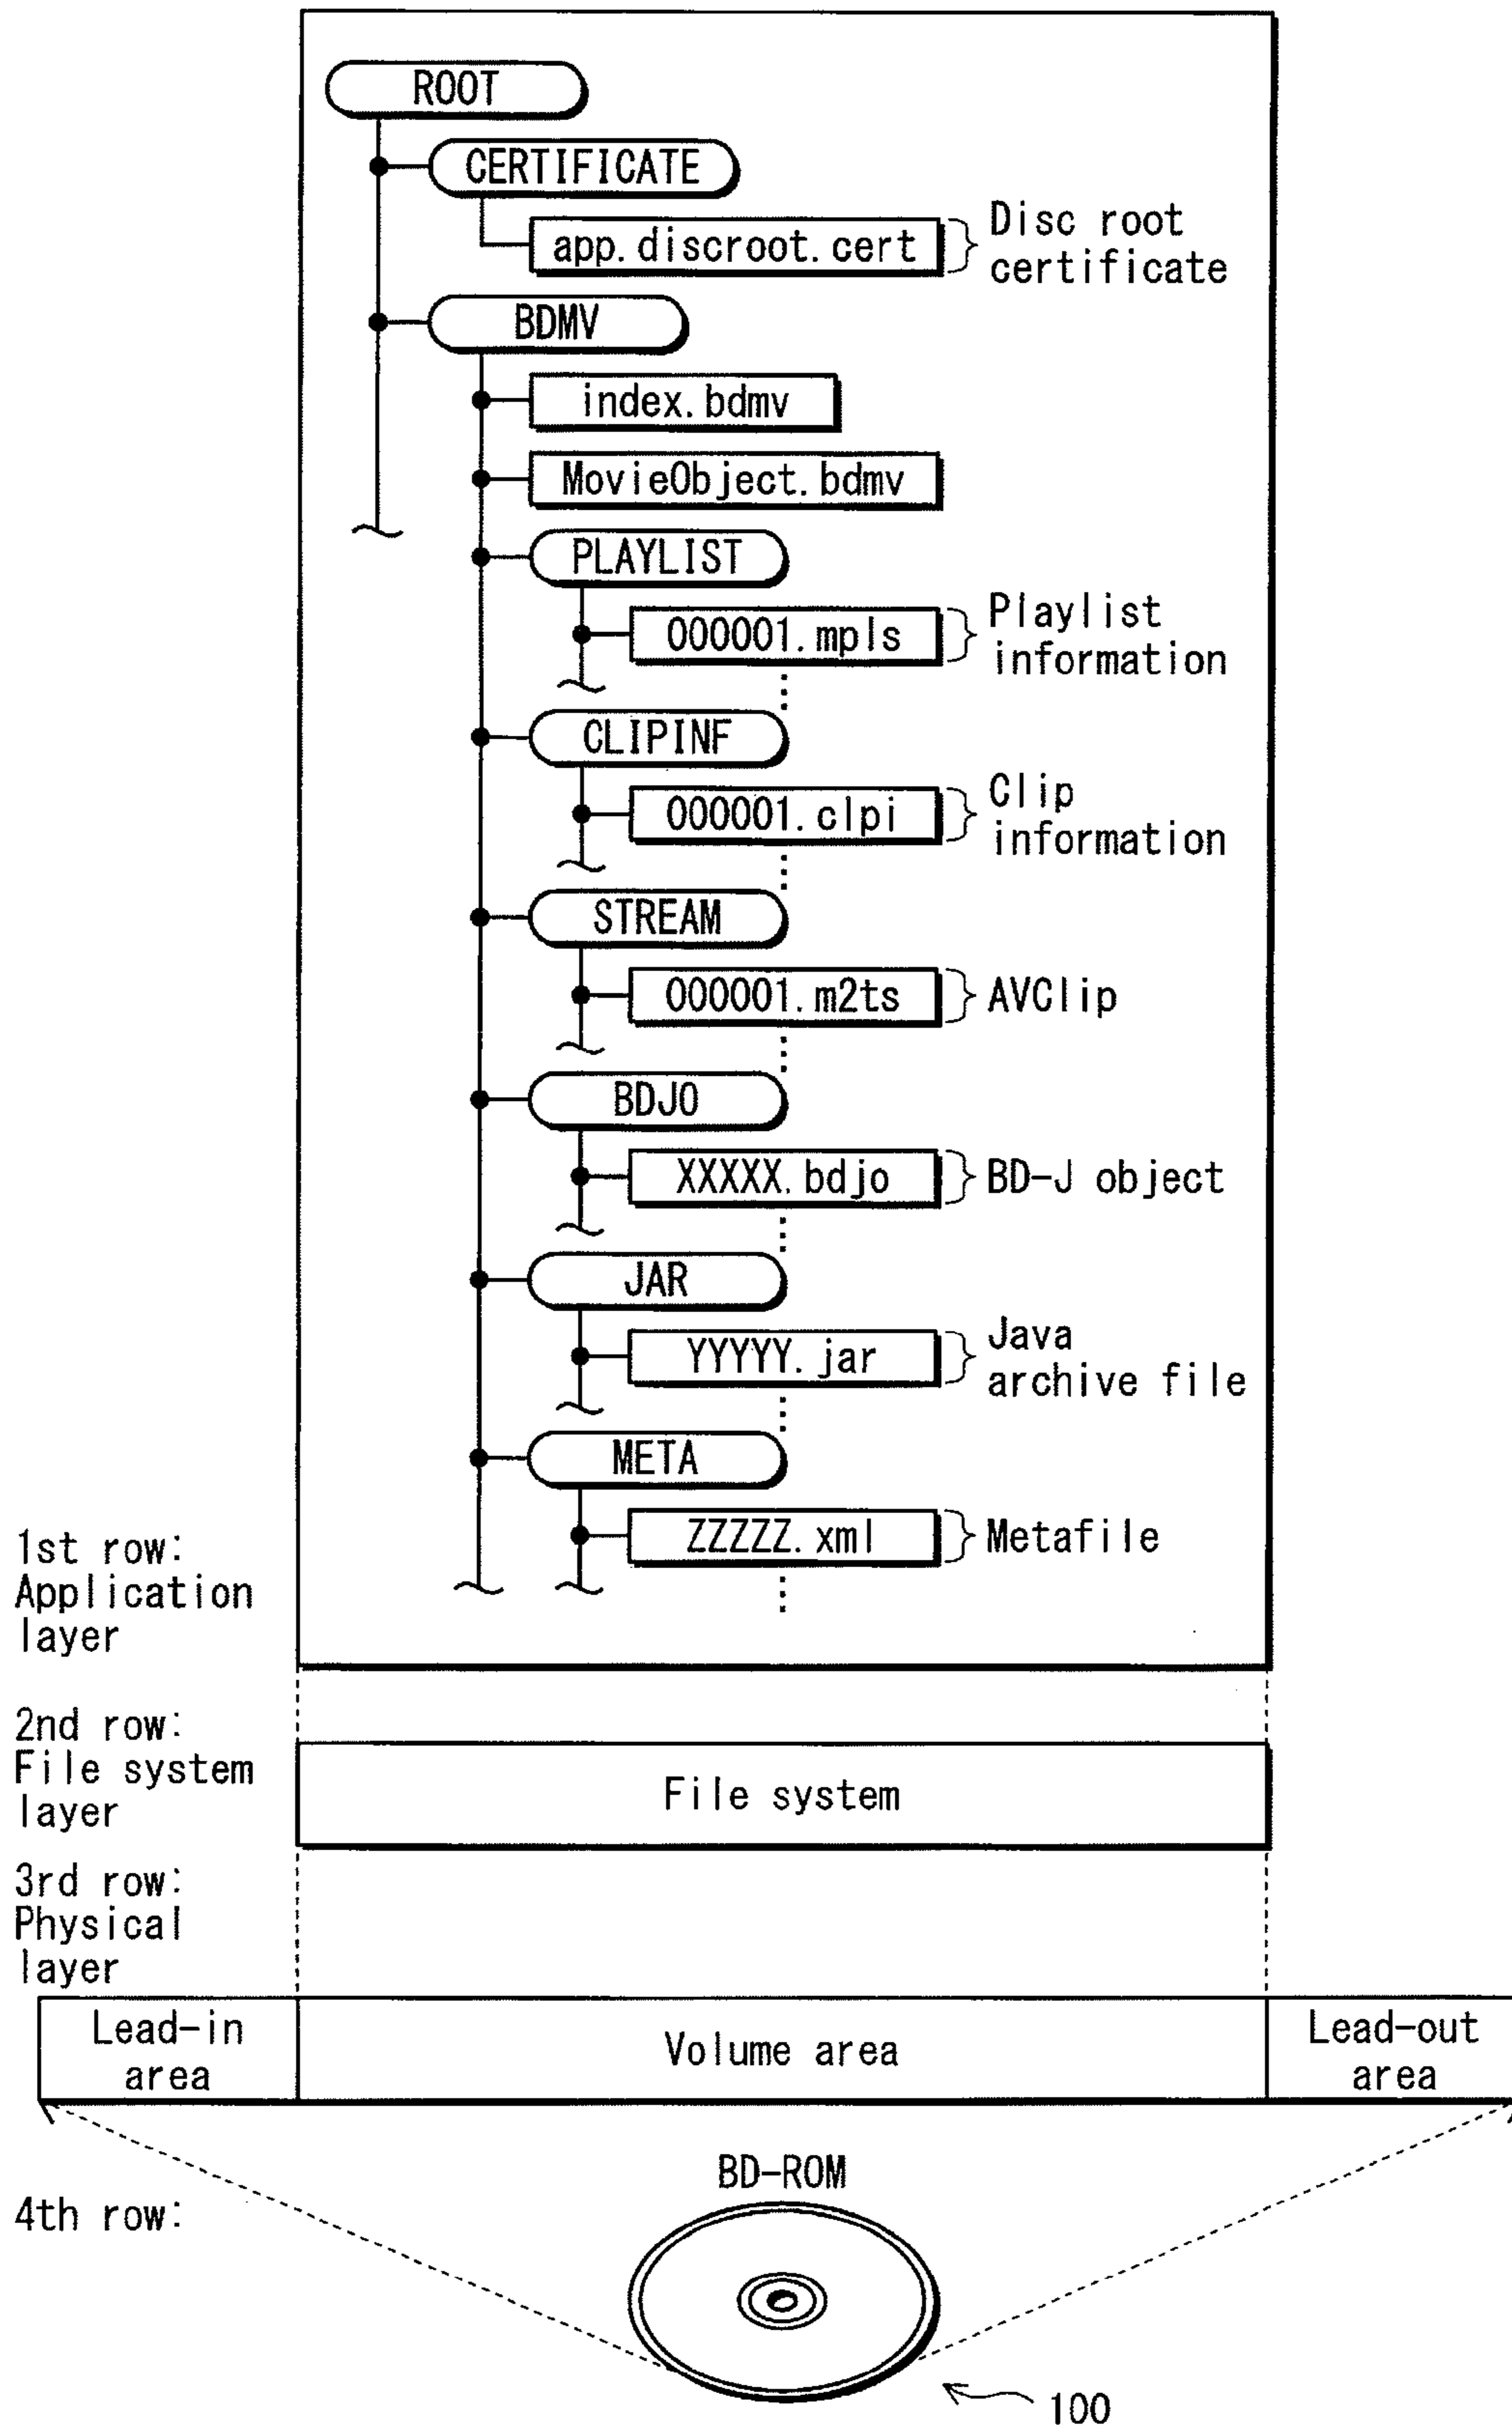 ROOT
CERTIFICATE
app.discroot.cert
Disc root
certificate
BDMV
index.bdmv
MovieObject.bdmv
PLAYLIST
000001.mpls
Playlist
information
CLIPINF
000001.clpi
Clip
information
STREAM
000001.m2ts
AVClip
BDJO
XXXXX.bdjo
BD-J object
JAR
YYYYY.jar
Java
archive file
META
ZZZZZ.xml
Metafile
1st row:
Application
layer
2nd row:
File system
layer
File system
3rd row:
Physical
layer
Lead-in
area
Volume area
Lead-out
area
BD-ROM
4th row:
100